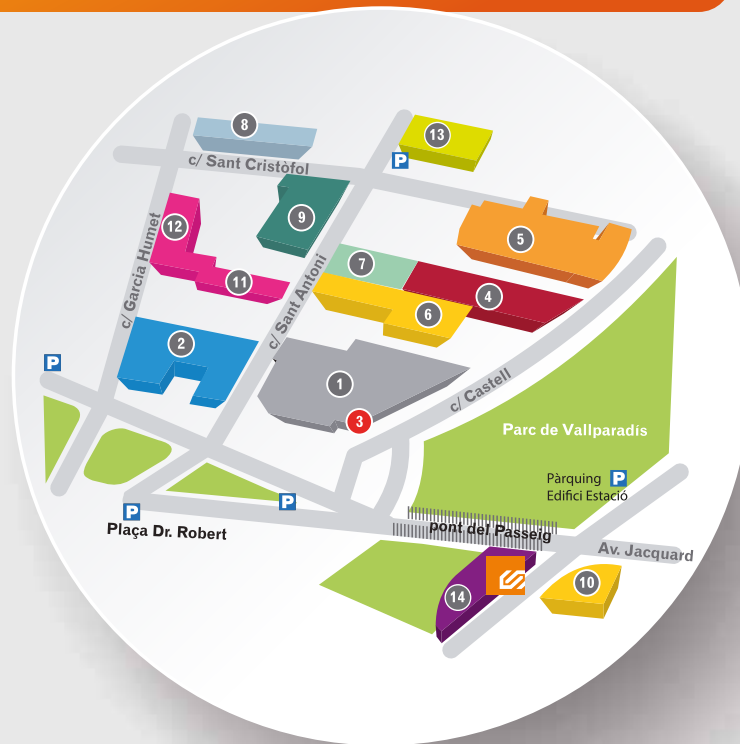 8
13
P
c/ Sant Cristòfol
9
12
5
c/ Garcia Humet
7
11
4
c/ Sant Antoni
6
2
P
1
c/ Castell
3
Parc de Vallparadís
Pàrquing P
Edifici Estació
P
P
Plaça Dr. Robert
pont del Passeig
Av. Jacquard
10
14